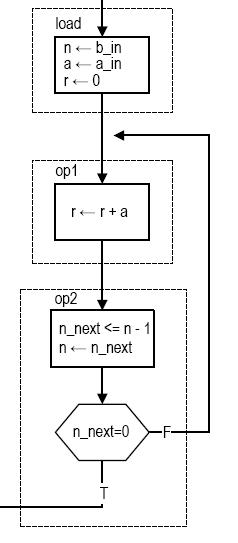 load
n ← b_in
a ← a_in
r ← 0
op1
r ← r + a
op2
n_next <= n - 1
n ← n_next
n_next=0
F
T